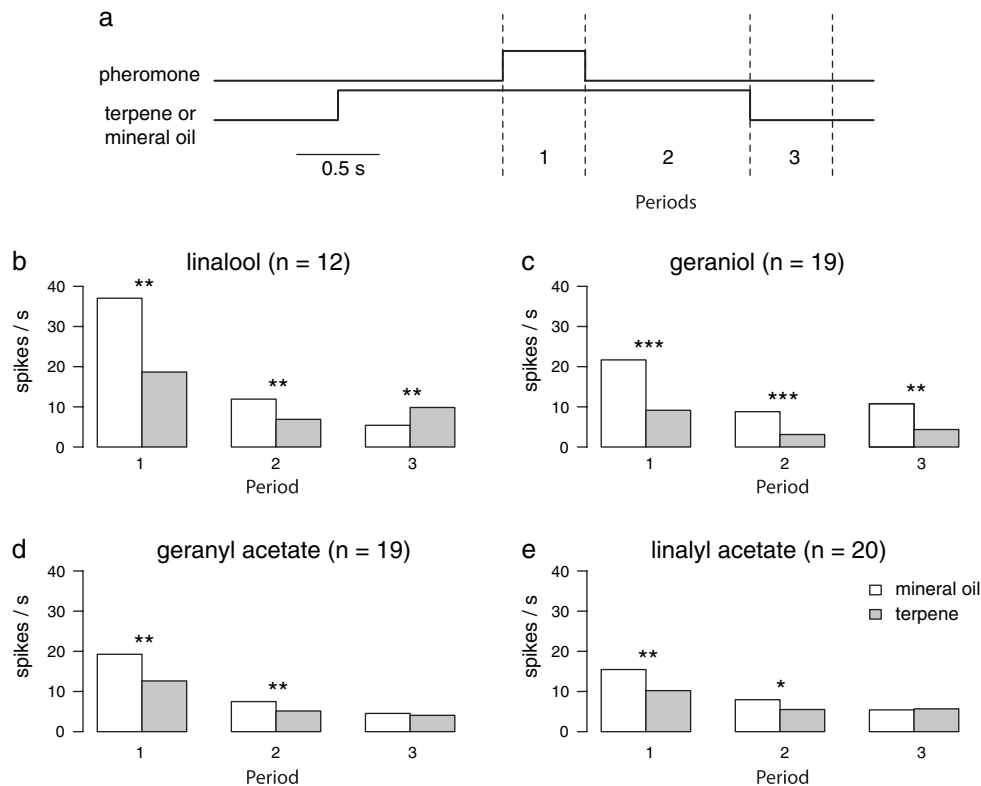 a
pheromone
terpene or
mineral oil
0.5 s
1
2
3
Periods
b
linalool (n = 12)
spikes / s
40
30
20
10
0
**
**
**
1
2
3
Period
c
geraniol (n = 19)
spikes / s
40
30
20
10
0
***
***
**
1
2
3
Period
d
geranyl acetate (n = 19)
spikes / s
40
30
20
10
0
**
**
1
2
3
Period
e
linalyl acetate (n = 20)
mineral oil
terpene
spikes / s
40
30
20
10
0
**
*
1
2
3
Period